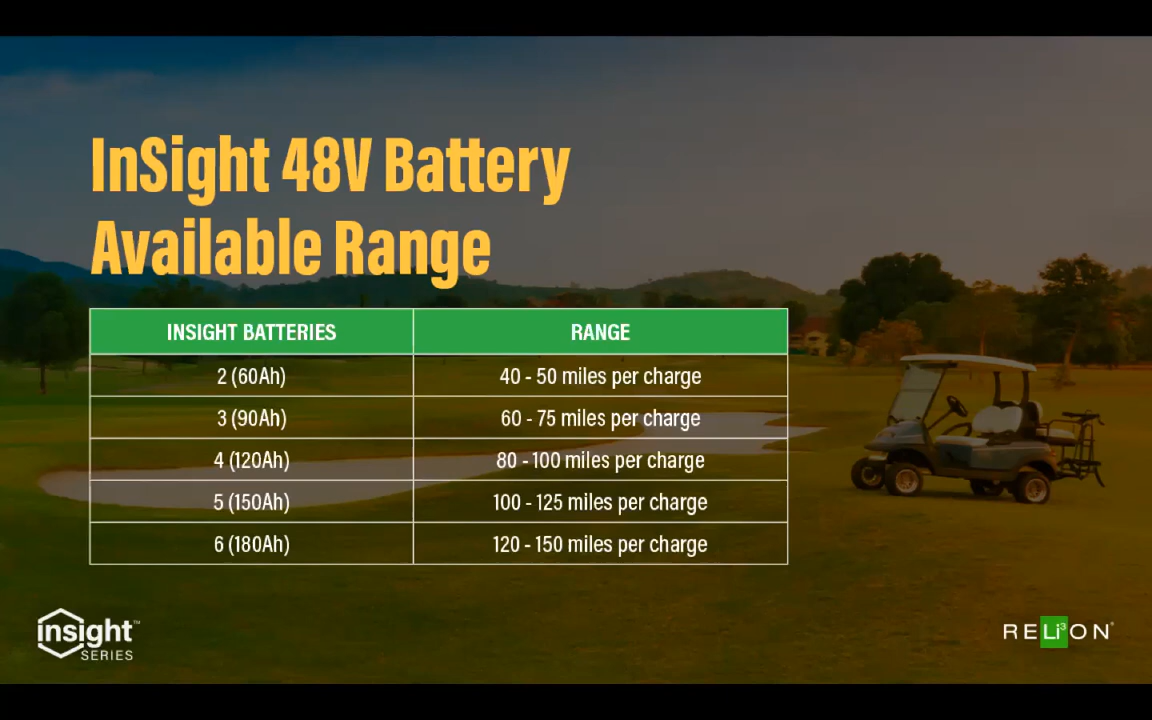 InSight 48V Battery
Available Range
INSIGHT BATTERIES RANGE
2 (60Ah) 40 - 50 miles per charge
3 (90Ah) 60 - 75 miles per charge
4 (120Ah) 80 - 100 miles per charge
5 (150Ah) 100 - 125 miles per charge
6 (180Ah) 120 - 150 miles per charge
insight™
SERIES
RELi³ON®